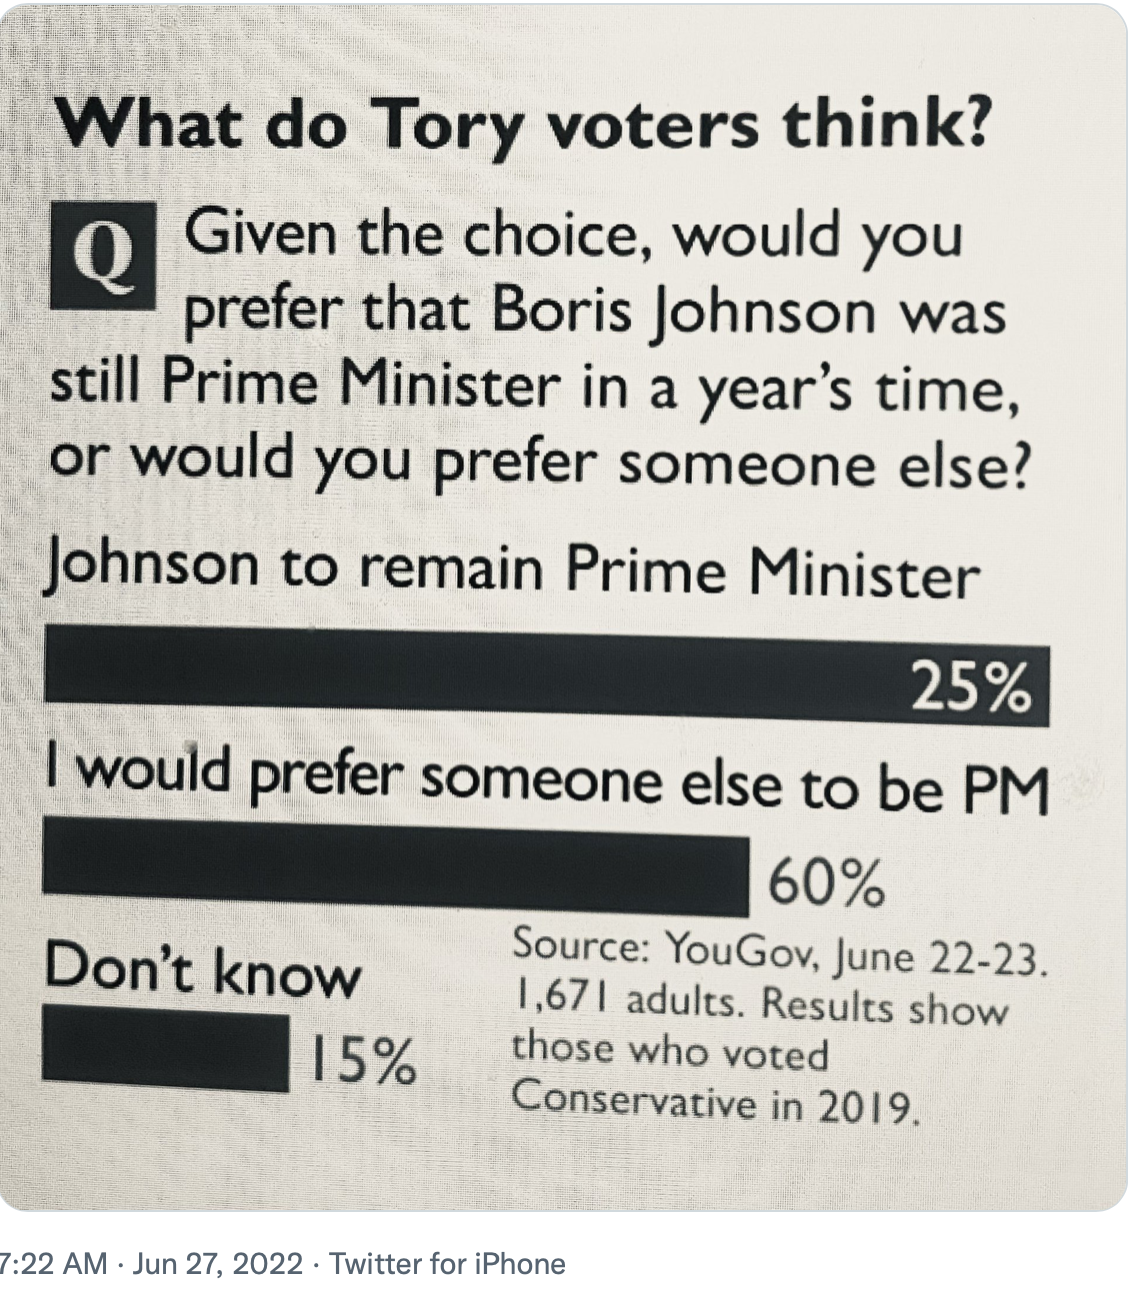 What do Tory voters think?
Q Given the choice, would you
prefer that Boris Johnson was
still Prime Minister in a year’s time,
or would you prefer someone else?
Johnson to remain Prime Minister
25%
I would prefer someone else to be PM
60%
Don’t know
15%
Source: YouGov, June 22-23.
1,671 adults. Results show
those who voted
Conservative in 2019.
7:22 AM · Jun 27, 2022 · Twitter for iPhone